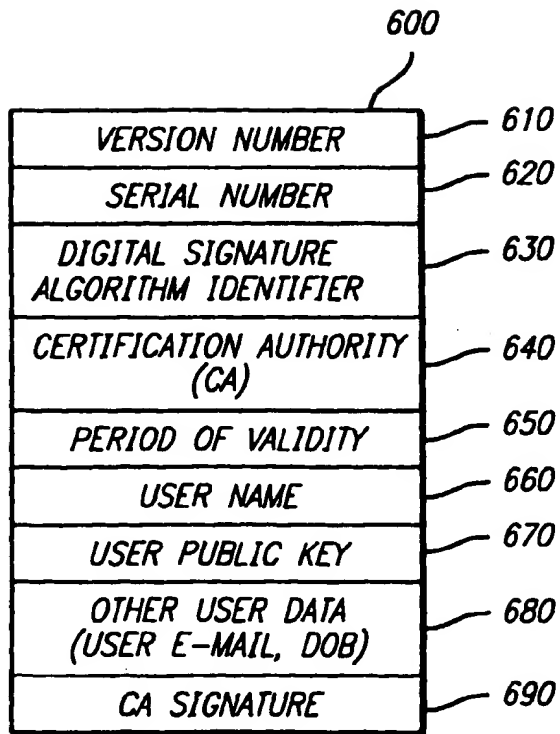 600
VERSION NUMBER 610
SERIAL NUMBER 620
DIGITAL SIGNATURE
ALGORITHM IDENTIFIER 630
CERTIFICATION AUTHORITY
(CA) 640
PERIOD OF VALIDITY 650
USER NAME 660
USER PUBLIC KEY 670
OTHER USER DATA
(USER E-MAIL, DOB) 680
CA SIGNATURE 690